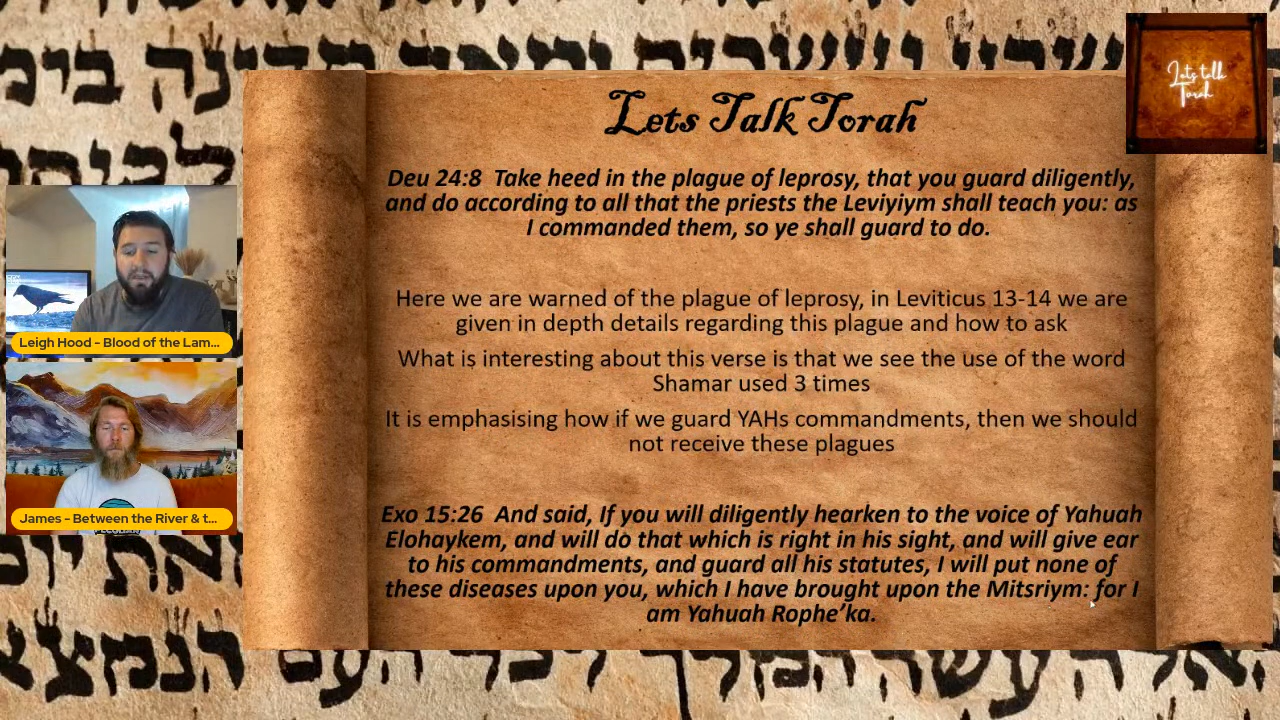 ויעשרים ומאד מדינה בימ
Lets talk
Torah
Lets Talk Torah
Deu 24:8 Take heed in the plague of leprosy, that you guard diligently,
and do according to all that the priests the Leviyiym shall teach you: as
I commanded them, so ye shall guard to do.
Here we are warned of the plague of leprosy, in Leviticus 13-14 we are
given in depth details regarding this plague and how to ask
What is interesting about this verse is that we see the use of the word
Shamar used 3 times
It is emphasising how if we guard YAHs commandments, then we should
not receive these plagues
Exo 15:26 And said, If you will diligently hearken to the voice of Yahuah
Elohaykem, and will do that which is right in his sight, and will give ear
to his commandments, and guard all his statutes, I will put none of
these diseases upon you, which I have brought upon the Mitsriym: for I
am Yahuah Rophe’ka.
Leigh Hood - Blood of the Lam...
James - Between the River & t...
העם הנמצא